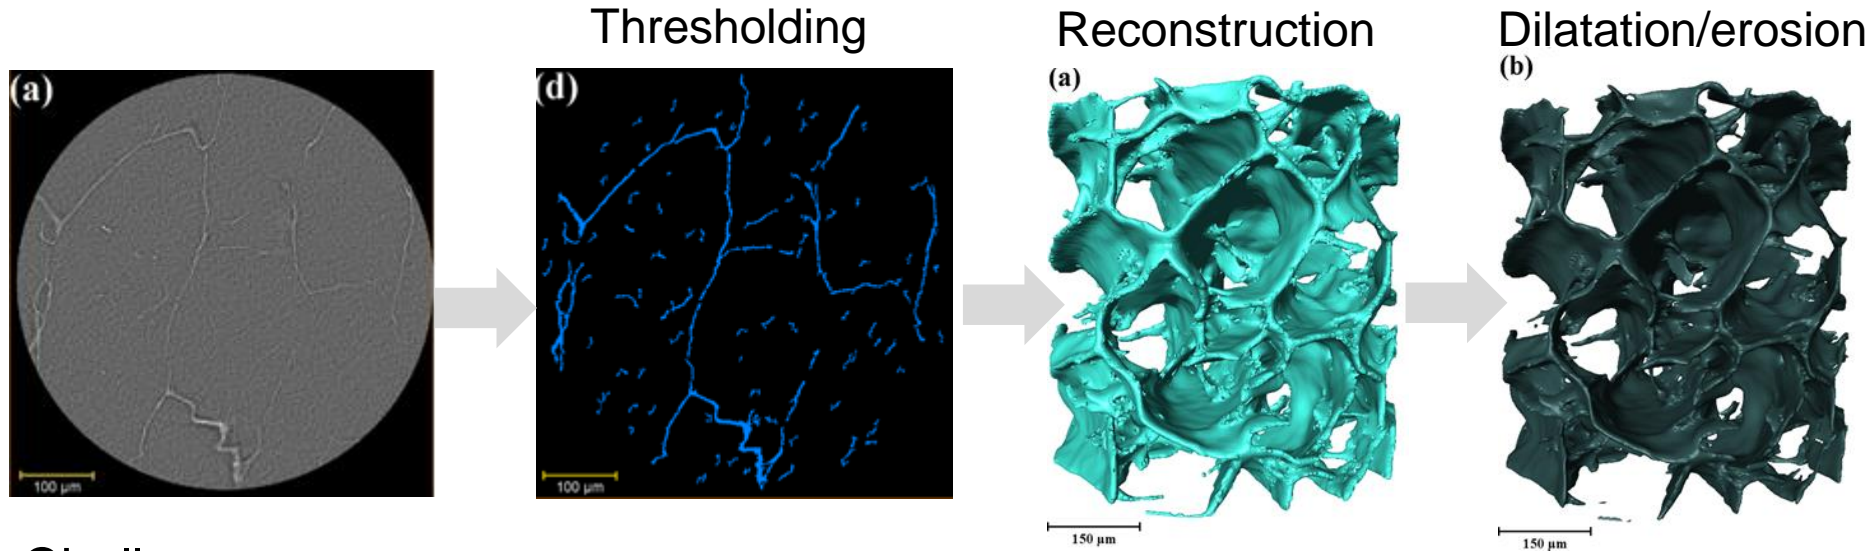 Thresholding
Reconstruction
Dilatation/erosion
(a)
(d)
(a)
(b)
100 µm
100 µm
150 µm
150 µm